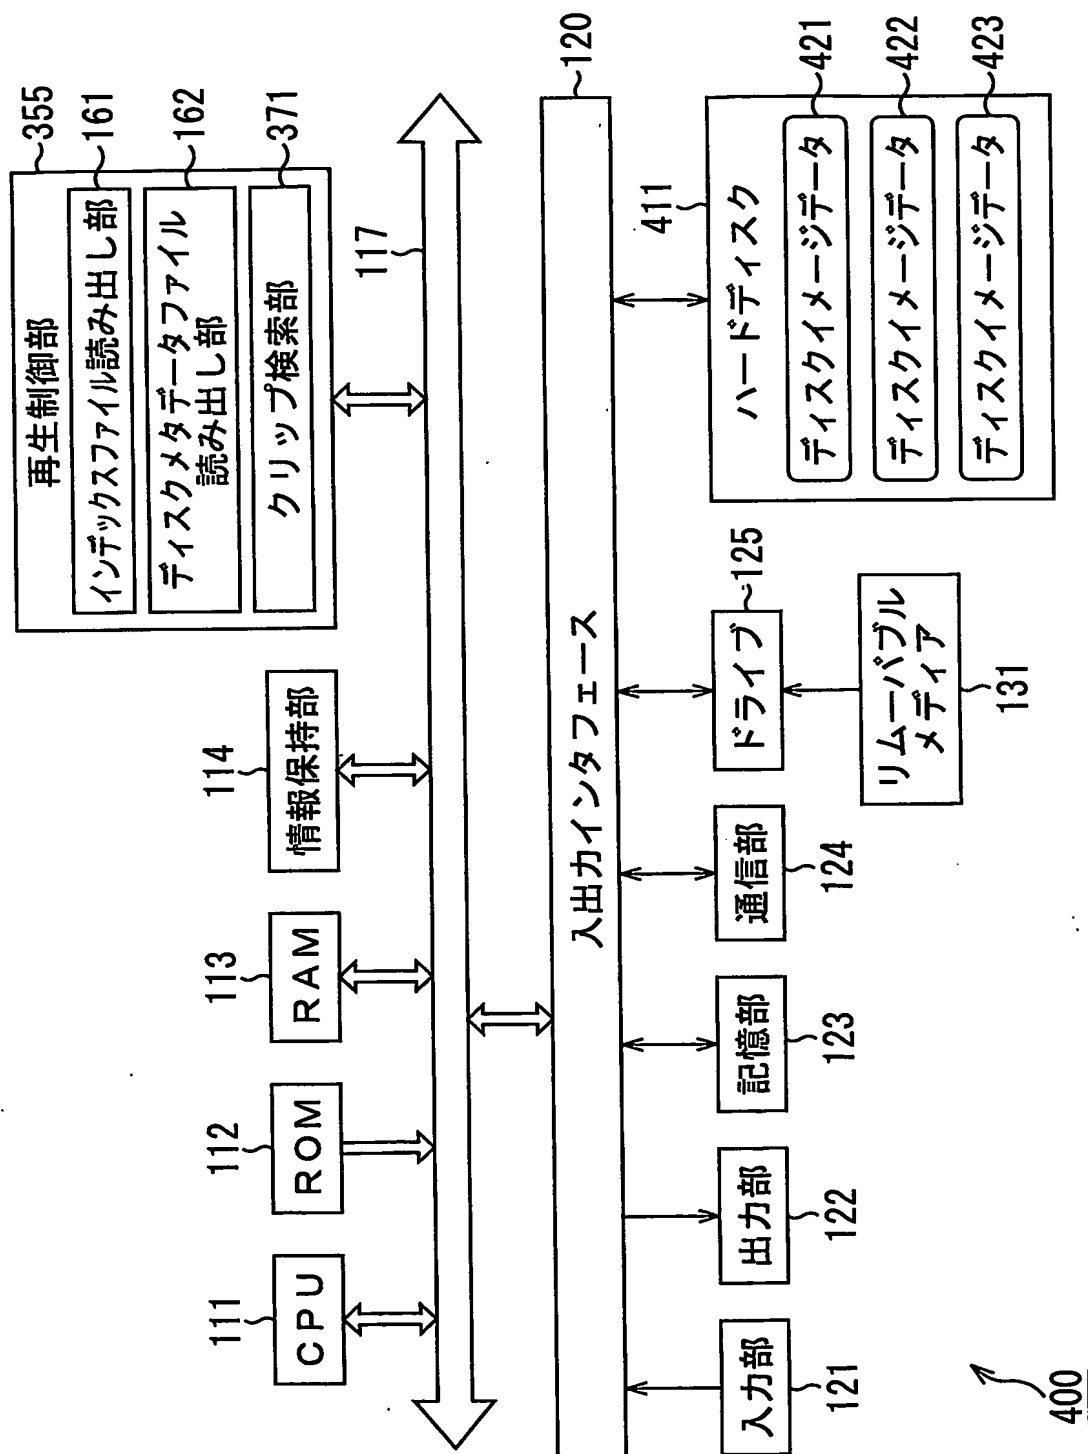 111
CPU
112
ROM
113
RAM
114
情報保持部
355
再生制御部
インデックスファイル読み出し部
161
ディスクメタデータファイル
読み出し部
162
クリップ検索部
371
117
120
入出力インタフェース
入力部
121
出力部
122
記憶部
123
通信部
124
ドライブ
125
リムーバブル
メディア
131
411
ハードディスク
ディスクイメージデータ
421
ディスクイメージデータ
422
ディスクイメージデータ
423
400